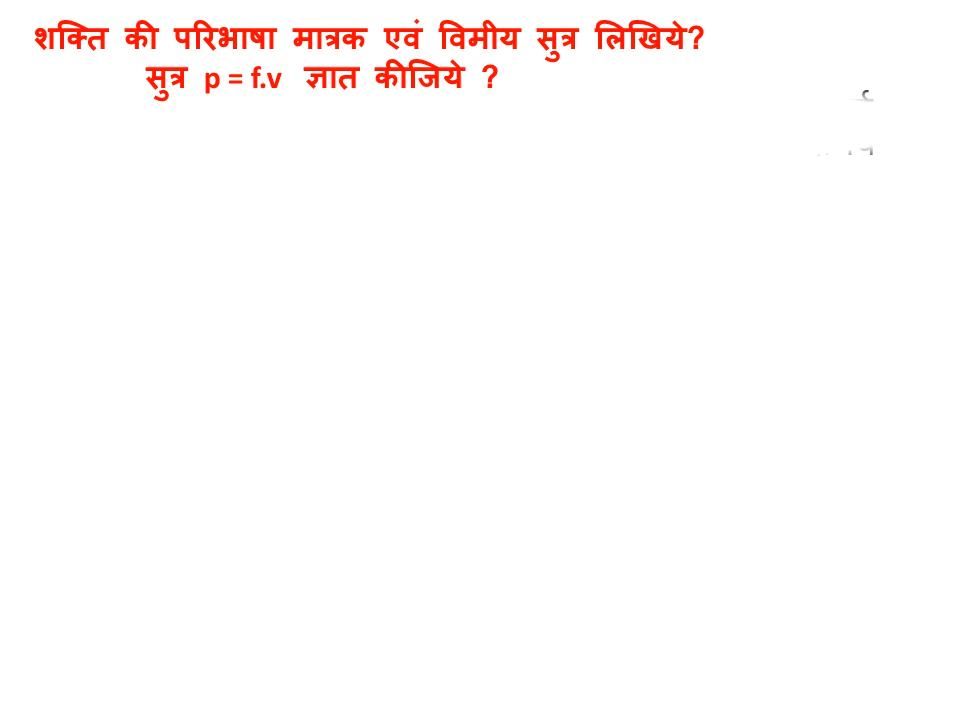 शक्ति की परिभाषा मात्रक एवं विमीय सुत्र लिखिये?
सुत्र p = f.v ज्ञात कीजिये ?